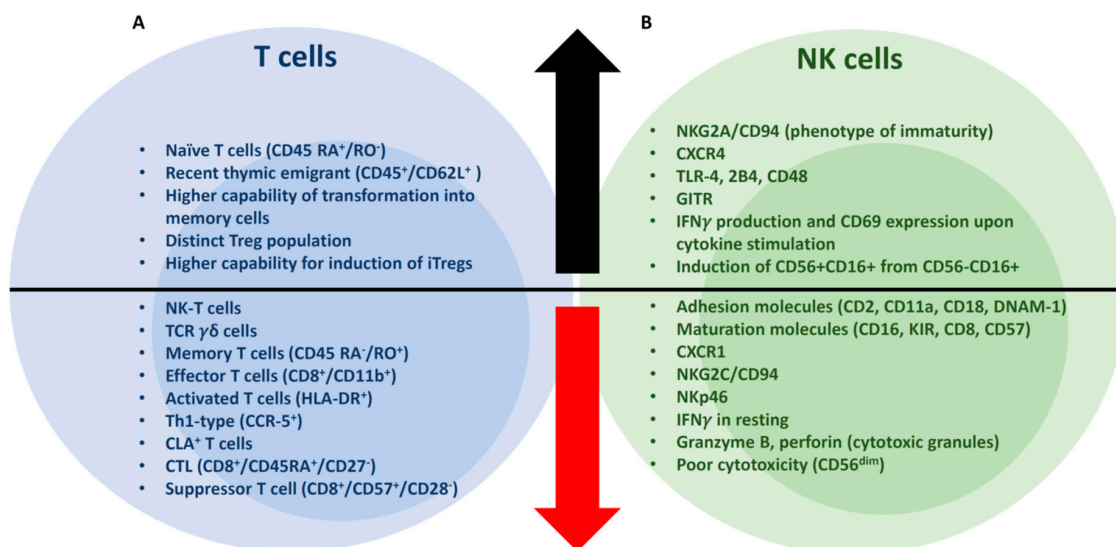 A
T cells
• Naïve T cells (CD45 RA⁺/RO⁻)
• Recent thymic emigrant (CD45⁺/CD62L⁺ )
• Higher capability of transformation into
memory cells
• Distinct Treg population
• Higher capability for induction of iTregs
• NK-T cells
• TCR γδ cells
• Memory T cells (CD45 RA⁻/RO⁺)
• Effector T cells (CD8⁺/CD11b⁺)
• Activated T cells (HLA-DR⁺)
• Th1-type (CCR-5⁺)
• CLA⁺ T cells
• CTL (CD8⁺/CD45RA⁺/CD27⁻)
• Suppressor T cell (CD8⁺/CD57⁺/CD28⁻)
B
NK cells
• NKG2A/CD94 (phenotype of immaturity)
• CXCR4
• TLR-4, 2B4, CD48
• GITR
• IFNγ production and CD69 expression upon
cytokine stimulation
• Induction of CD56+CD16+ from CD56-CD16+
• Adhesion molecules (CD2, CD11a, CD18, DNAM-1)
• Maturation molecules (CD16, KIR, CD8, CD57)
• CXCR1
• NKG2C/CD94
• NKp46
• IFNγ in resting
• Granzyme B, perforin (cytotoxic granules)
• Poor cytotoxicity (CD56ᵈⁱᵐ)